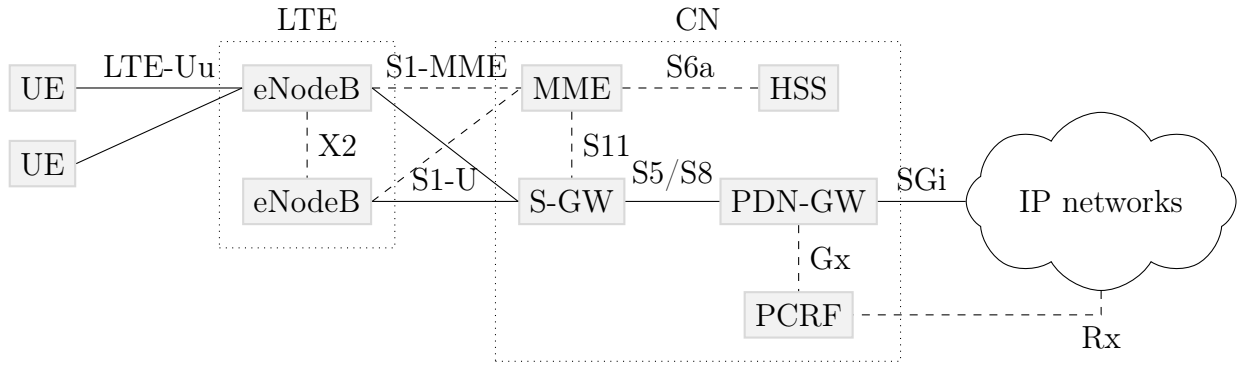 LTE
CN
UE
LTE-Uu
eNodeB
S1-MME
MME
S6a
HSS
UE
X2
S11
eNodeB
S1-U
S-GW
S5/S8
PDN-GW
SGi
IP networks
Gx
PCRF
Rx